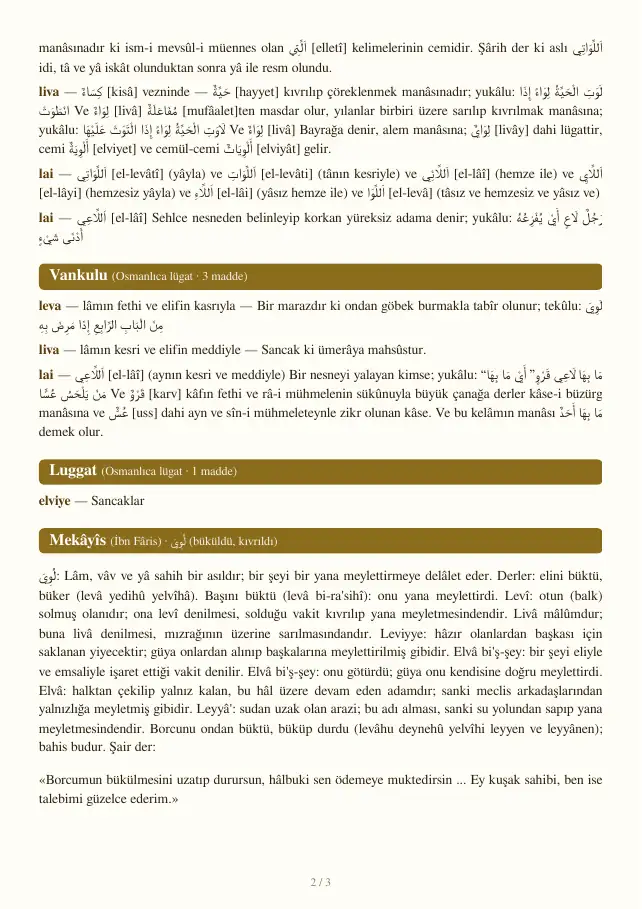 manâsınadır ki ism-i mevsûl-i müennes olan اَلَّتِي [elletî] kelimelerinin cemidir. Şârih der ki aslı اَللَّوَاتِي
idi, tâ ve yâ iskât olunduktan sonra yâ ile resm olundu.
liva — كِسَاءٌ [kisâ] vezninde — حَيَّةٌ [hayyet] kıvrılıp çöreklenmek manâsınadır; yukâlu: لَوَتِ الْحَيَّةُ لِوَاءً إِذَا
انْطَوَتْ Ve لِوَاءٌ [livâ] مُفَاعَلَةٌ [mufâalet]ten masdar olur, yılanlar birbiri üzere sarılıp kıvrılmak manâsına;
yukâlu: لَاوَتِ الْحَيَّةُ لِوَاءً إِذَا الْتَوَتْ عَلَيْهَا Ve لِوَاءٌ [livâ] Bayrağa denir, alem manâsına; لِوَايٌ [livây] dahi lügattir,
cemi أَلْوِيَةٌ [elviyet] ve cemül-cemi أَلْوِيَاتٌ [elviyât] gelir.
lai — اَللَّوَاتِي [el-levâtî] (yâyla) ve اَللَّوَاتِ [el-levâti] (tânın kesriyle) ve اَللَّائِي [el-lâî] (hemze ile) ve اَللَّايِ
[el-lâyi] (hemzesiz yâyla) ve اَللَّاءِ [el-lâi] (yâsız hemze ile) ve اَللَّوَا [el-levâ] (tâsız ve hemzesiz ve yâsız ve)
lai — اَللَّاعِي [el-lâî] Sehlce nesneden belinleyip korkan yüreksiz adama denir; yukâlu: رَجُلٌ لَاعٍ أَيْ يُفْزِعُهُ
أَدْنَى شَيْءٍ
Vankulu (Osmanlıca lügat · 3 madde)
leva — lâmın fethi ve elifin kasrıyla — Bir marazdır ki ondan göbek burmakla tabîr olunur; tekûlu: لَوِيَ
مِنَ الْبَابِ الرَّابِعِ إِذَا مَرِضَ بِهِ
liva — lâmın kesri ve elifin meddiyle — Sancak ki ümerâya mahsûstur.
lai — اَللَّاعِي [el-lâî] (aynın kesri ve meddiyle) Bir nesneyi yalayan kimse; yukâlu: “مَا بِهَا لَاعِي قَرْوٍ” أَيْ مَا بِهَا
مَنْ يَلْحَسُ عُسًّا Ve قَرْوٌ [karv] kâfın fethi ve râ-i mühmelenin sükûnuyla büyük çanağa derler kâse-i büzürg
manâsına ve عُسٌّ [uss] dahi ayn ve sîn-i mühmeleteynle zikr olunan kâse. Ve bu kelâmın manâsı مَا بِهَا أَحَدٌ
demek olur.
Luggat (Osmanlıca lügat · 1 madde)
elviye — Sancaklar
Mekâyîs (İbn Fâris) · لَوِيَ (büküldü, kıvrıldı)
لَوِيَ: Lâm, vâv ve yâ sahih bir asıldır; bir şeyi bir yana meylettirmeye delâlet eder. Derler: elini büktü,
büker (levâ yedihû yelvîhâ). Başını büktü (levâ bi-ra'sihî): onu yana meylettirdi. Levî: otun (balk)
solmuş olanıdır; ona levî denilmesi, solduğu vakit kıvrılıp yana meyletmesindendir. Livâ mâlûmdur;
buna livâ denilmesi, mızrağının üzerine sarılmasındandır. Leviyye: hâzır olanlardan başkası için
saklanan yiyecektir; güya onlardan alınıp başkalarına meylettirilmiş gibidir. Elvâ bi'ş-şey: bir şeyi eliyle
ve emsaliyle işaret ettiği vakit denilir. Elvâ bi'ş-şey: onu götürdü; güya onu kendisine doğru meylettirdi.
Elvâ: halktan çekilip yalnız kalan, bu hâl üzere devam eden adamdır; sanki meclis arkadaşlarından
yalnızlığa meyletmiş gibidir. Leyyâ': sudan uzak olan arazi; bu adı alması, sanki su yolundan sapıp yana
meyletmesindendir. Borcunu ondan büktü, büküp durdu (levâhu deynehû yelvîhi leyyen ve leyyânen);
bahis budur. Şair der:
«Borcumun bükülmesini uzatıp durursun, hâlbuki sen ödemeye muktedirsin ... Ey kuşak sahibi, ben ise
talebimi güzelce ederim.»
2 / 3